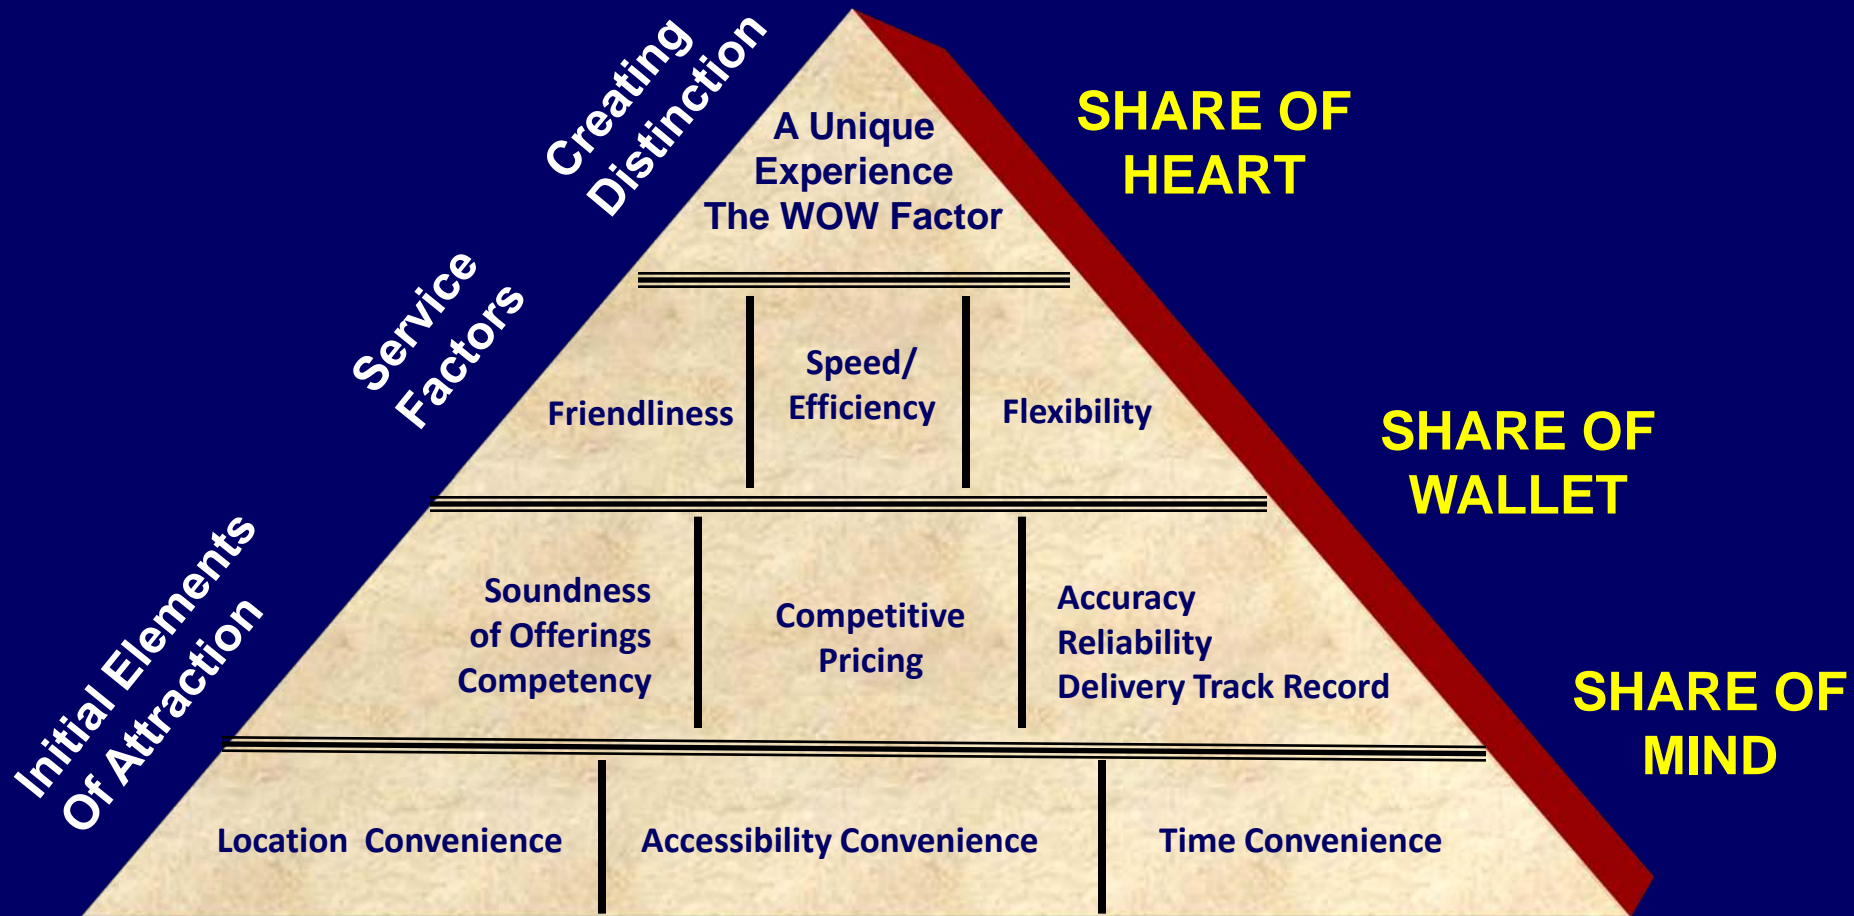 Creating
Distinction
A Unique
Experience
The WOW Factor
SHARE OF
HEART
Service
Factors
Friendliness
Speed/
Efficiency
Flexibility
SHARE OF
WALLET
Initial Elements
Of Attraction
Soundness
of Offerings
Competency
Competitive
Pricing
Accuracy
Reliability
Delivery Track Record
SHARE OF
MIND
Location Convenience
Accessibility Convenience
Time Convenience